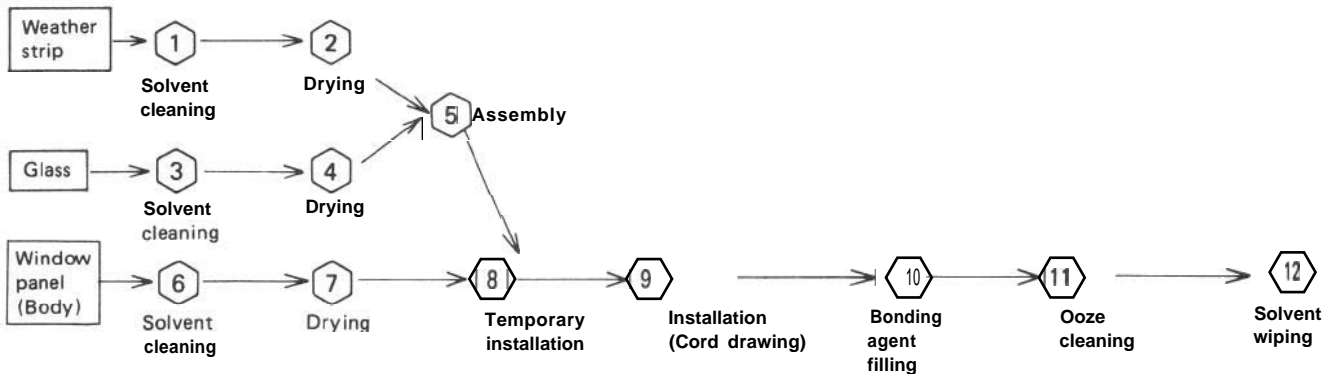 Weather
strip
1
2
Solvent
cleaning
Drying
5 Assembly
Glass
3
4
Solvent
cleaning
Drying
Window
panel
(Body)
6
7
8
9
10
11
12
Solvent
cleaning
Drying
Temporary
installation
Installation
(Cord drawing)
Bonding
agent
filling
Ooze
cleaning
Solvent
wiping